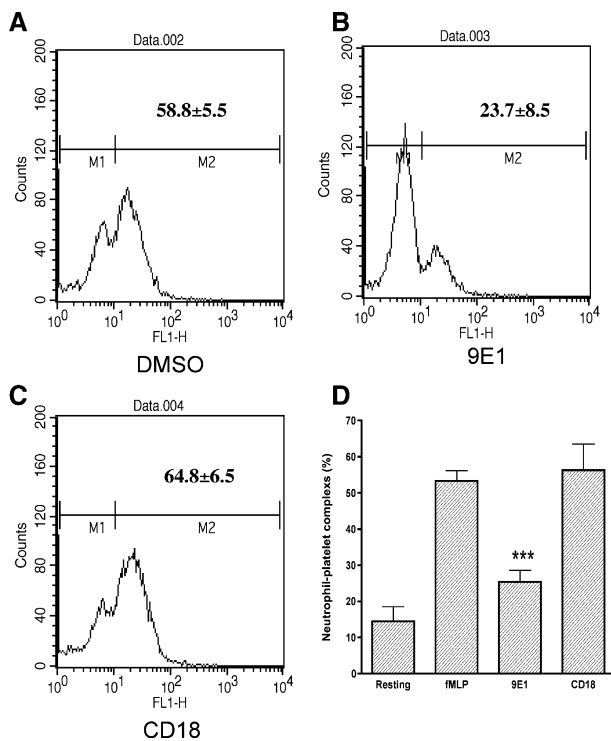 A
Data.002
200
160
120
80
40
0
Counts
58.8±5.5
M1
M2
10^0
10^1
10^2
10^3
10^4
FL1-H
DMSO
B
Data.003
200
160
120
80
40
0
Counts
23.7±8.5
M2
10^0
10^1
10^2
10^3
10^4
FL1-H
9E1
C
Data.004
200
160
120
80
40
0
Counts
64.8±6.5
M1
M2
10^0
10^1
10^2
10^3
10^4
FL1-H
CD18
D
Neutrophil-platelet complexs (%)
70
60
50
40
30
20
10
0
***
Resting
fMLP
9E1
CD18